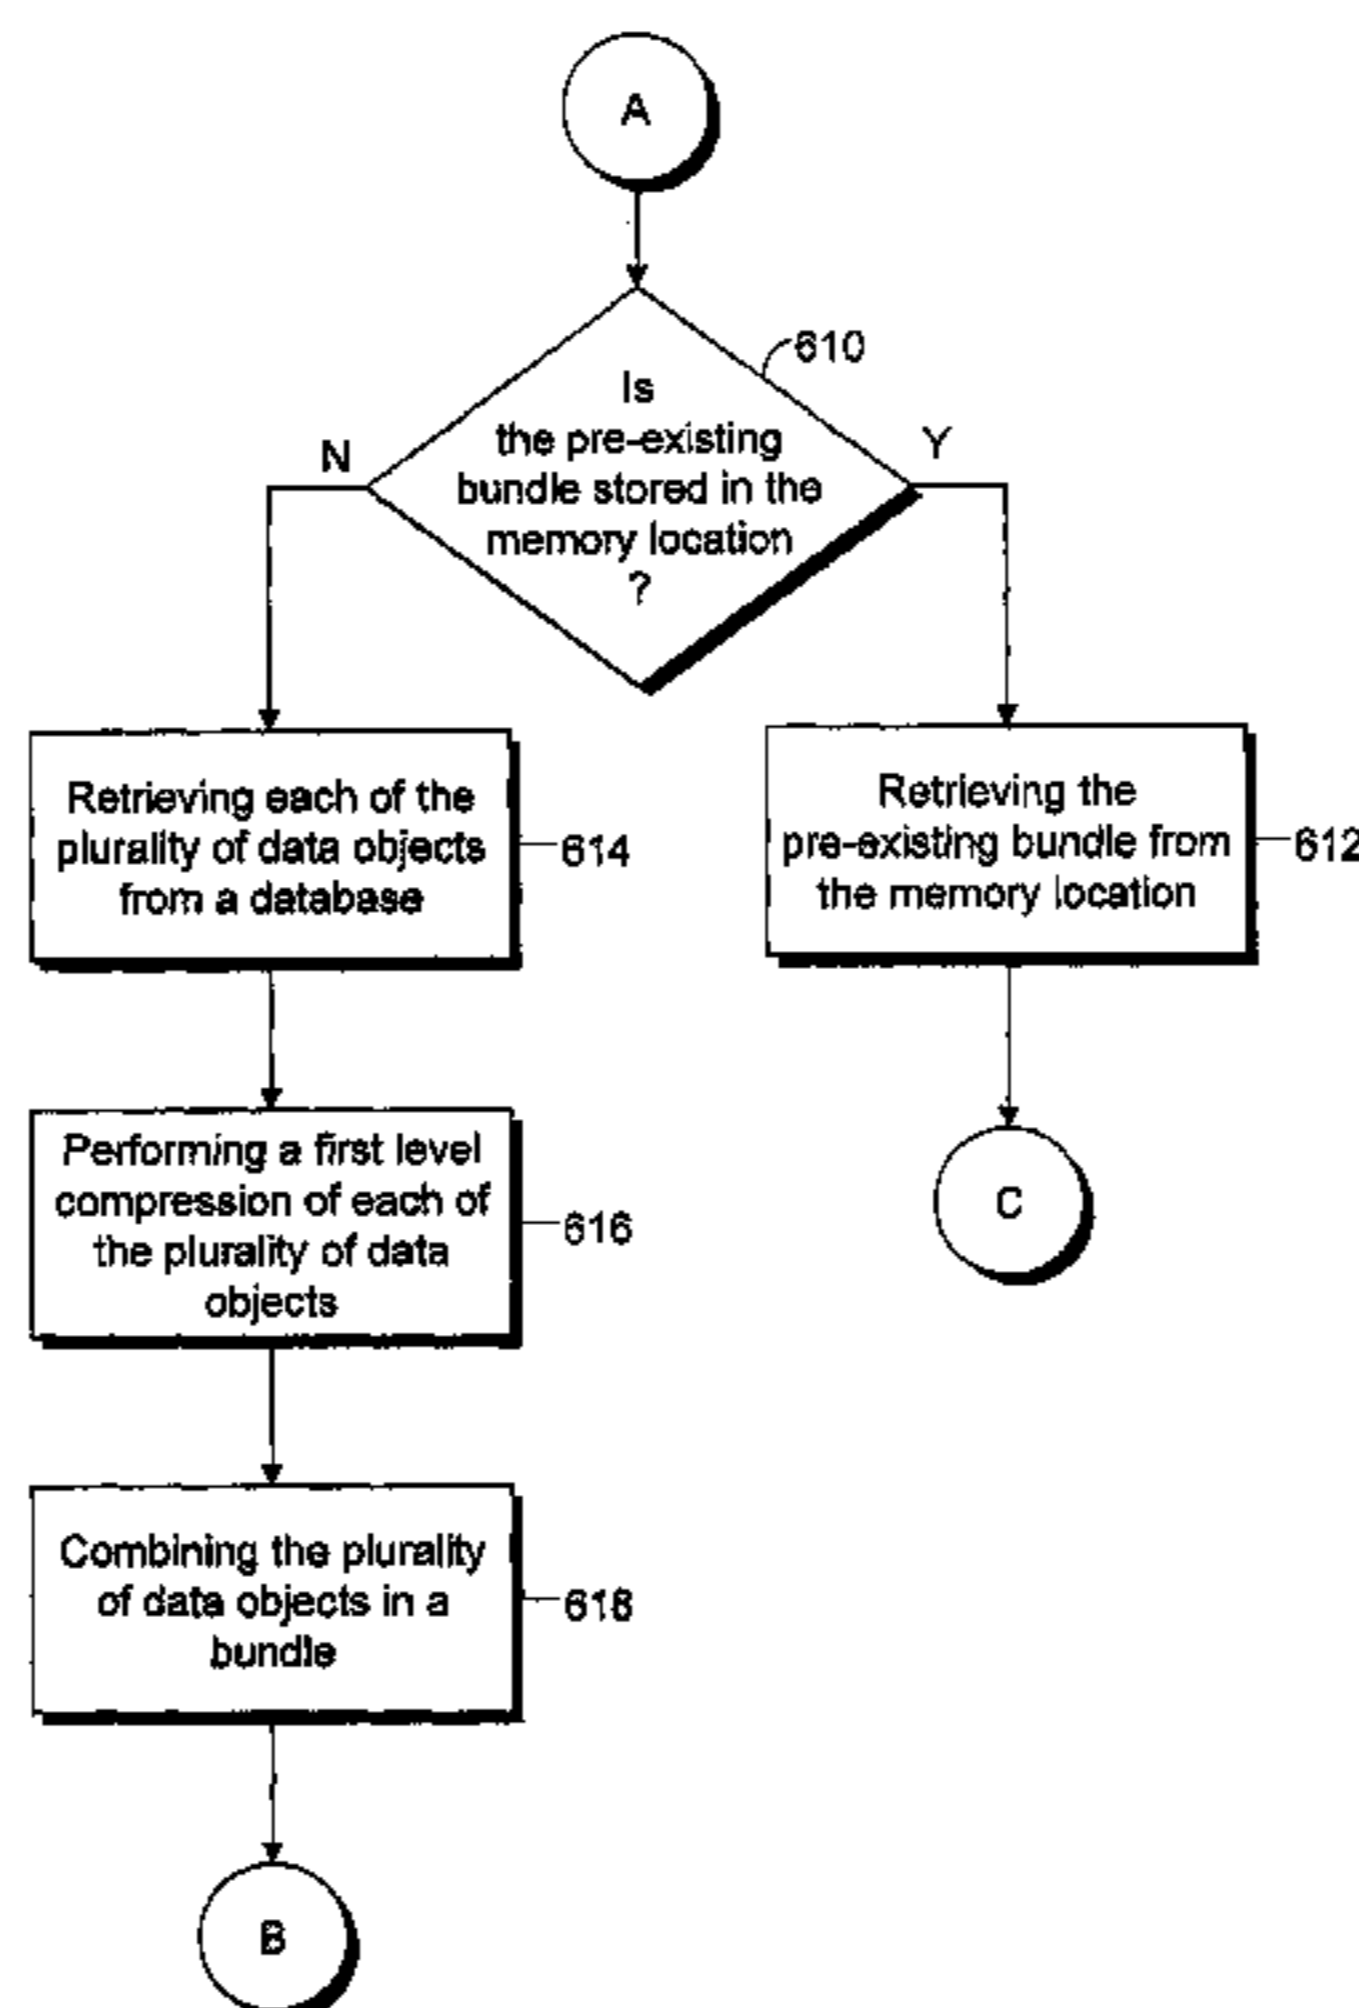 A
610
Is
the pre-existing
bundle stored in the
memory location
?
N
Y
Retrieving each of the
plurality of data objects
from a database
614
Retrieving the
pre-existing bundle from
the memory location
612
Performing a first level
compression of each of
the plurality of data
objects
616
C
Combining the plurality
of data objects in a
bundle
618
B